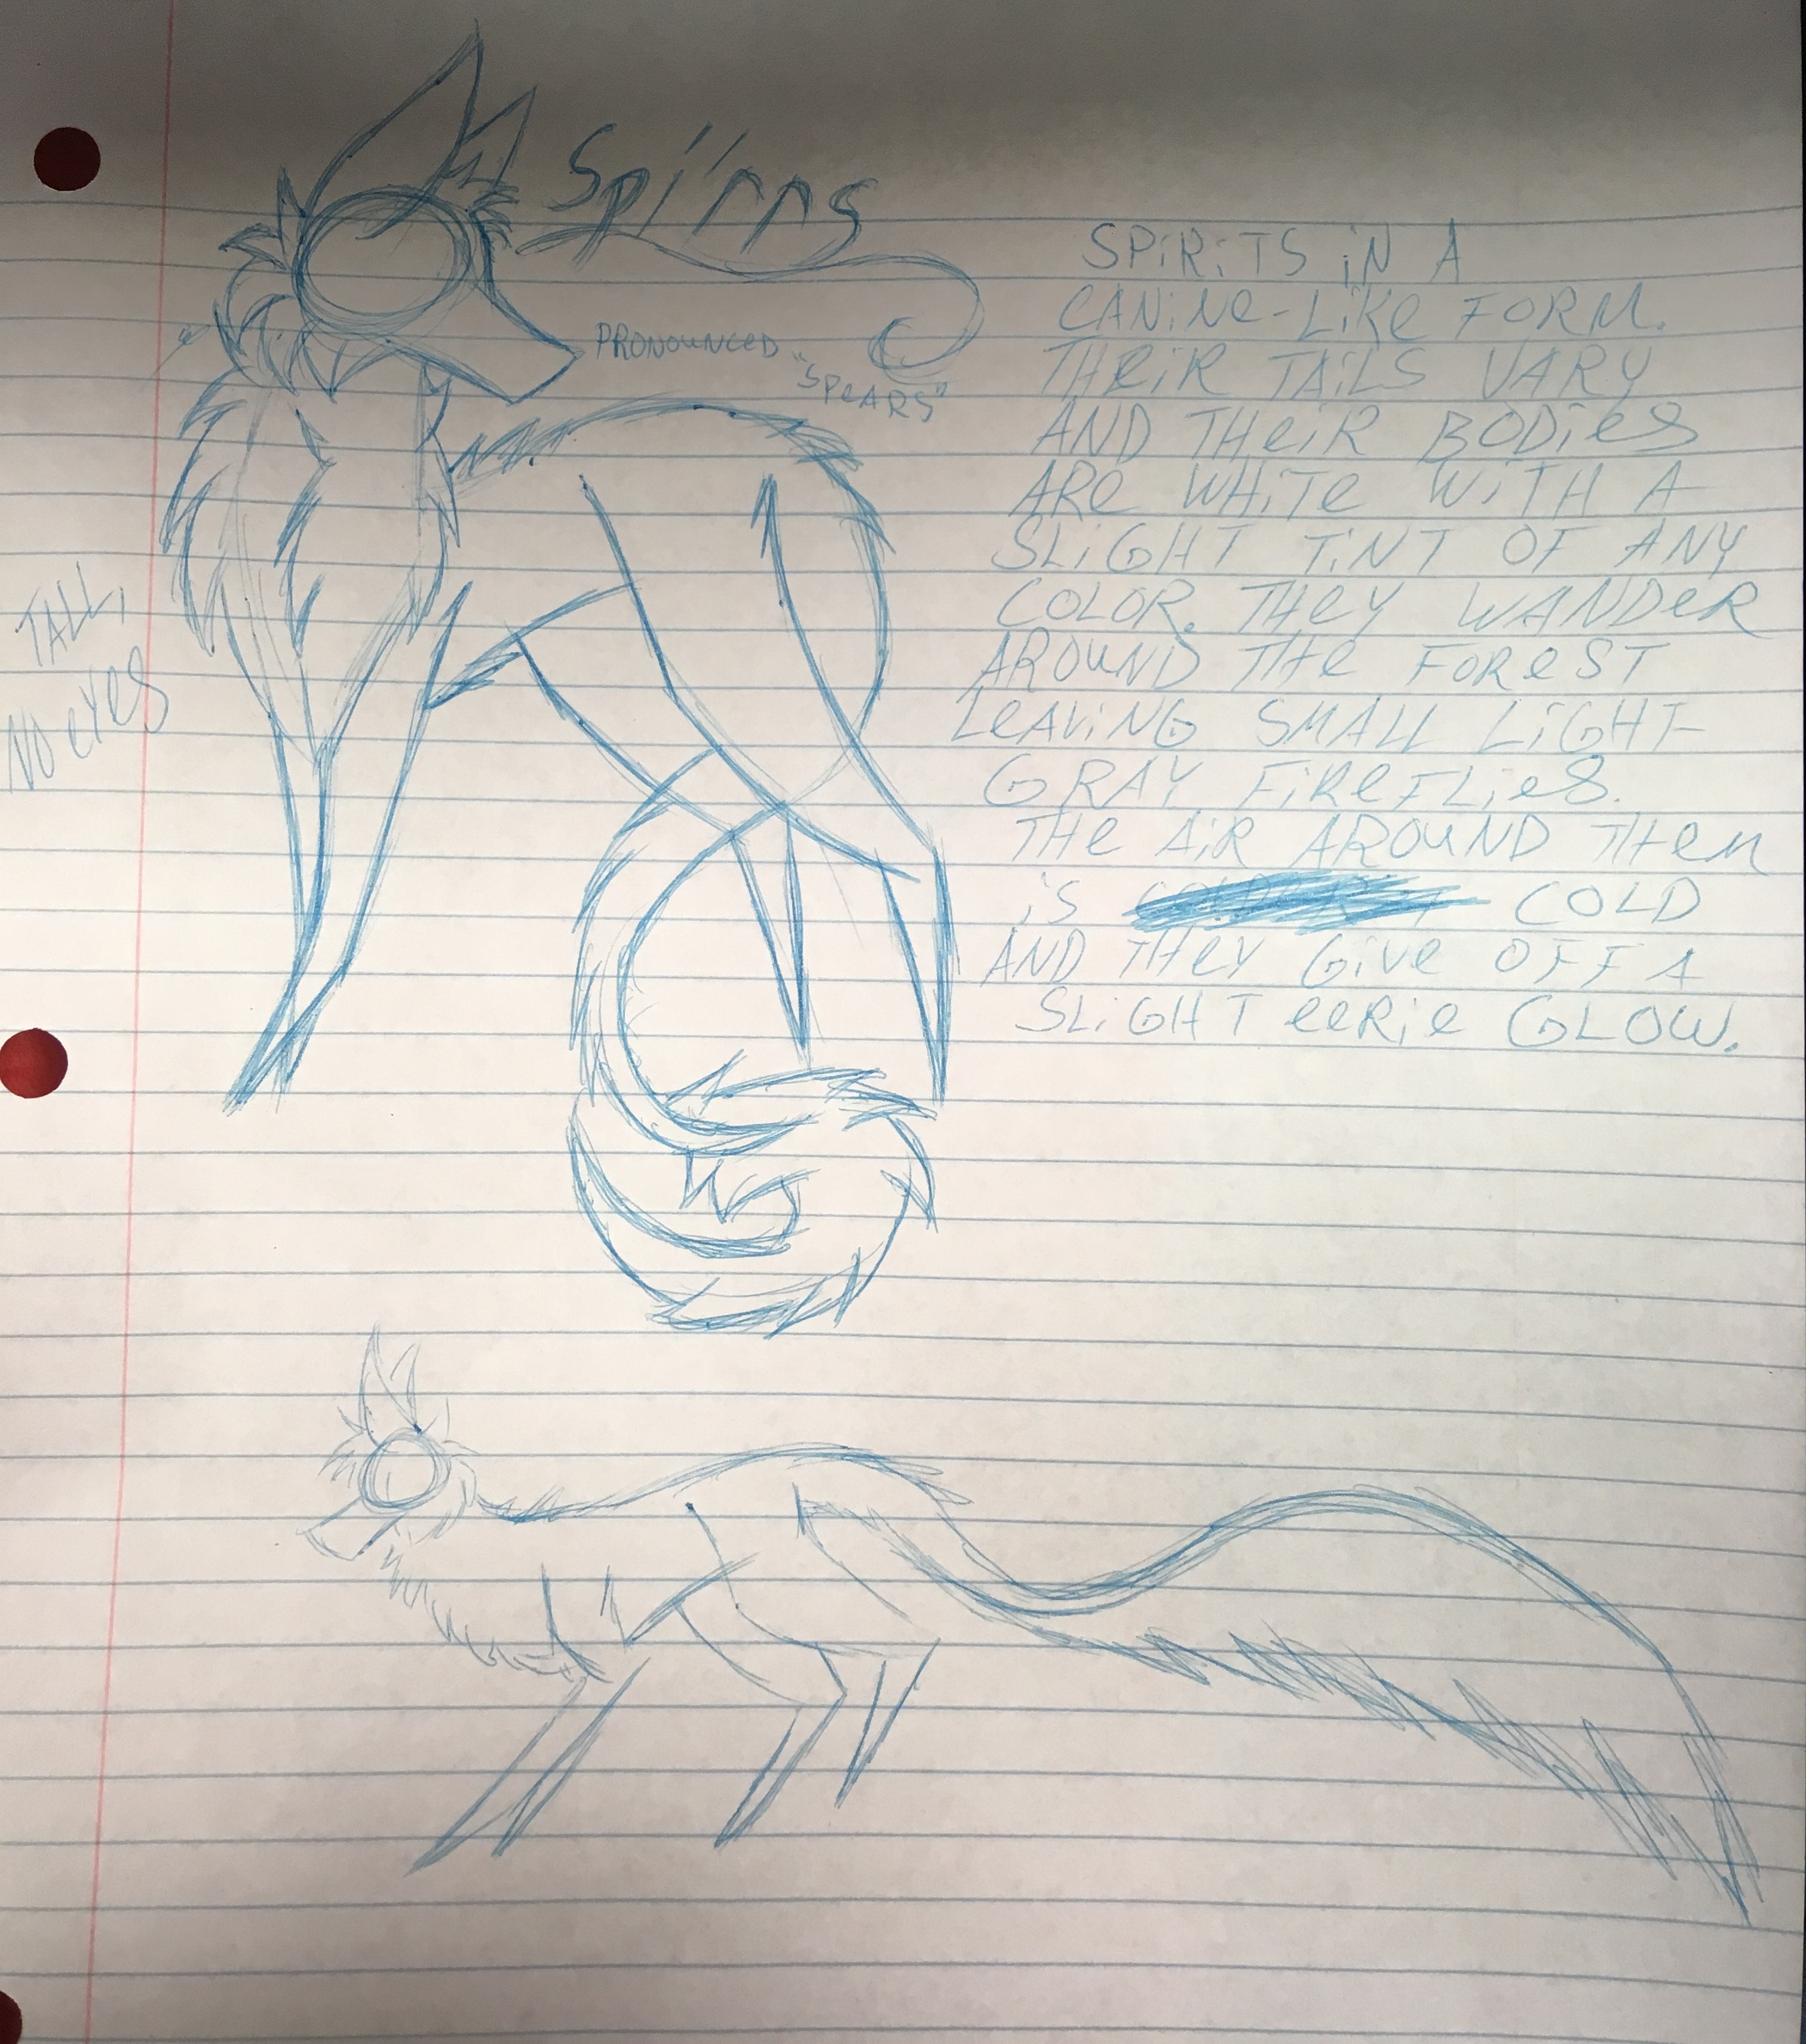 Spirrs
PRONOUNCED
"SPEARS"
SPIRITS IN A
CANINE-LIKE FORM.
THEIR TAILS VARY
AND THEIR BODIES
ARE WHITE WITH A
SLIGHT TINT OF ANY
COLOR. THEY WANDER
AROUND THE FOREST
LEAVING SMALL LIGHT
GRAY FIREFLIES.
THE AIR AROUND THEM
IS COLD
AND THEY GIVE OFF A
SLIGHT EERIE GLOW.
TALL,
NO EYES